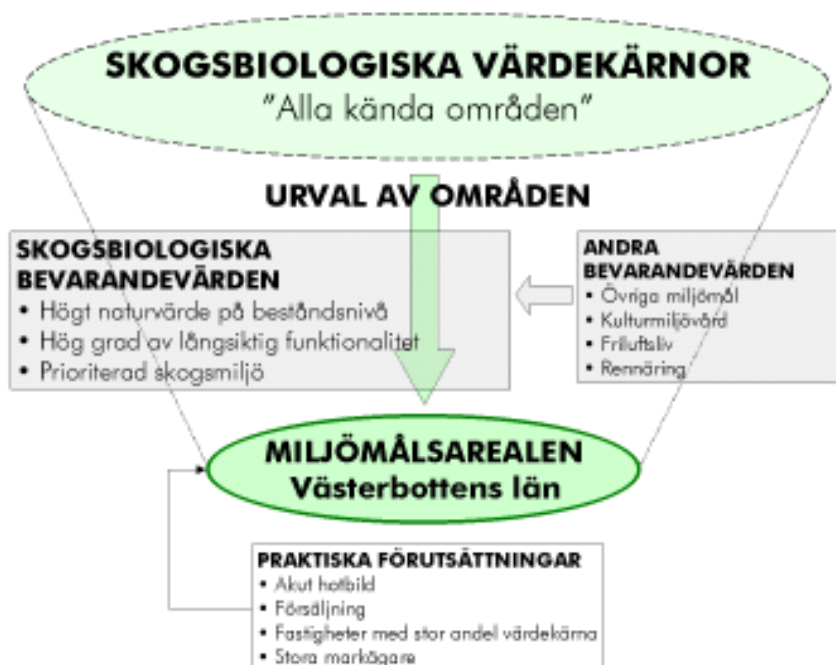 SKOGSBIOLOGISKA VÄRDEKÄRNOR
"Alla kända områden"
URVAL AV OMRÅDEN
SKOGSBIOLOGISKA
BEVARANDEVÄRDEN
• Högt naturvärde på beståndsnivå
• Hög grad av långsiktig funktionalitet
• Prioriterad skogsmiljö
ANDRA
BEVARANDEVÄRDEN
• Övriga miljömål
• Kulturmiljövård
• Friluftsliv
• Rennäring
MILJÖMÅLSAREALEN
Västerbottens län
PRAKTISKA FÖRUTSÄTTNINGAR
• Akut hotbild
• Försäljning
• Fastigheter med stor andel värdekärna
• Stora markägare